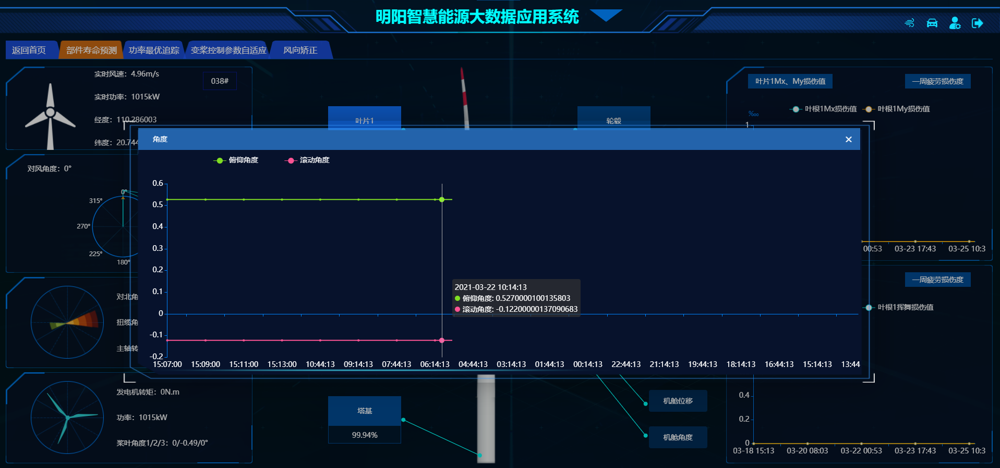 明阳智慧能源大数据应用系统
返回首页
部件寿命预测
功率最优追踪
变桨控制参数自适应
风向矫正
实时风速：4.96m/s
038#
实时功率：1015kW
经度：110.286003
纬度：20.744
叶片1
轮毂
叶片1Mx、My损伤值
一周疲劳损伤度
叶根1Mx损伤值
叶根1My损伤值
‰
1
00:53
03-23 17:43
03-25 10:3
对风角度：0°
0°
315°
270°
225°
180°
角度
俯仰角度
滚动角度
0.6
0.5
0.4
0.3
0.2
0.1
0
-0.1
-0.2
2021-03-22 10:14:13
俯仰角度: 0.5270000100135803
滚动角度: -0.12200000137090683
15:07:00
15:09:00
15:11:00
15:13:00
10:44:13
09:14:13
07:44:13
06:14:13
04:44:13
03:14:13
01:44:13
00:14:13
22:44:13
21:14:13
19:44:13
18:14:13
16:44:13
15:14:13
13:44
对北角
扭缆角
主轴转
一周疲劳损伤度
叶根1挥舞损伤值
发电机转矩：0N.m
功率：1015kW
桨叶角度1/2/3：0/-0.49/0°
塔基
99.94%
机舱位移
机舱角度
0.4
0.2
0
03-18 15:13
03-20 08:03
03-22 00:53
03-23 17:43
03-25 10:3